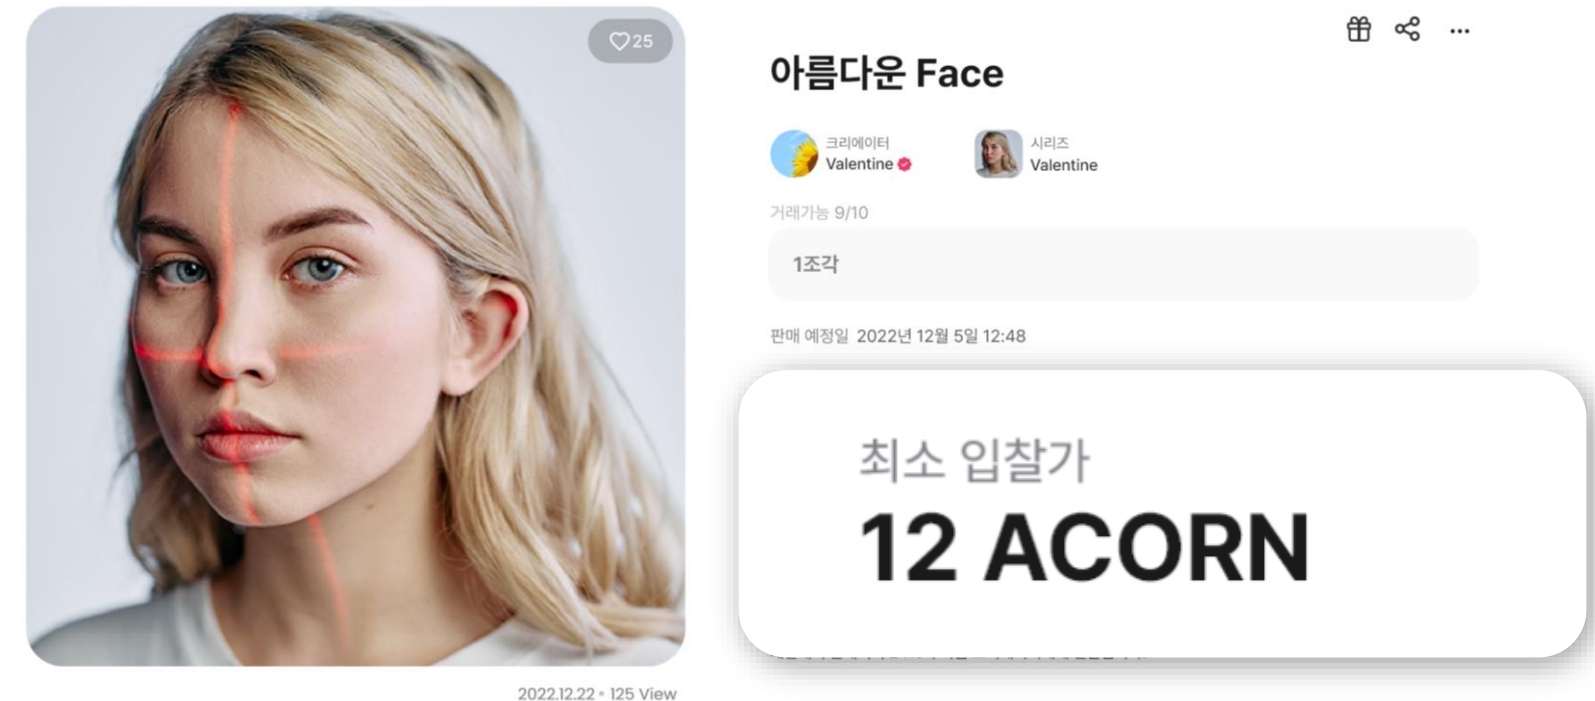 25
2022.12.22 • 125 View
아름다운 Face
크리에이터
Valentine
시리즈
Valentine
거래가능 9/10
1조각
판매 예정일 2022년 12월 5일 12:48
최소 입찰가
12 ACORN